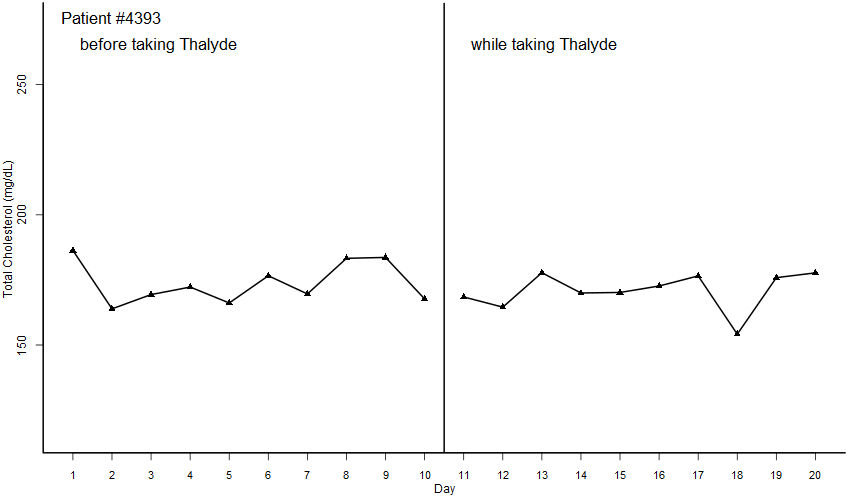 Patient #4393
before taking Thalyde
while taking Thalyde
Total Cholesterol (mg/dL)
250
200
150
1 2 3 4 5 6 7 8 9 10 11 12 13 14 15 16 17 18 19 20
Day